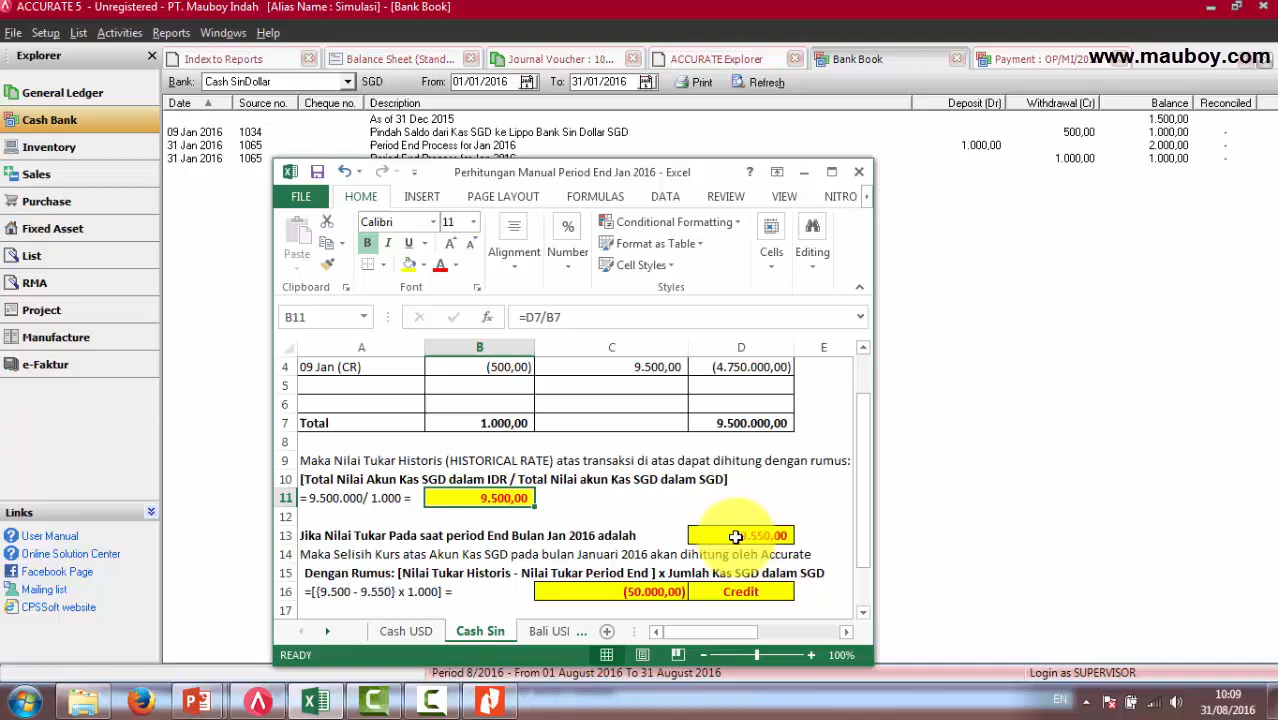 ACCURATE 5 - Unregistered - PT. Mauboy Indah [Alias Name : Simulasi] - [Bank Book]
File Setup List Activities Reports Windows Help
Explorer
Index to Reports
Balance Sheet (Stand...
Journal Voucher : 10...
ACCURATE Explorer
Bank Book
Payment : OP/MI/20
www.mauboy.com
Bank: Cash SinDollar SGD From: 01/01/2016 To: 31/01/2016 Print Refresh
Date Source no. Cheque no. Description Deposit (Dr) Withdrawal (Cr) Balance Reconciled
As of 31 Dec 2015 1.500,00
09 Jan 2016 1034 Pindah Saldo dari Kas SGD ke Lippo Bank Sin Dollar SGD 500,00 1.000,00 -
31 Jan 2016 1065 Period End Process for Jan 2016 1.000,00 2.000,00 -
31 Jan 2016 1065 Period End Process for Jan 2016 1.000,00 1.000,00 -
General Ledger
Cash Bank
Inventory
Sales
Purchase
Fixed Asset
List
RMA
Project
Manufacture
e-Faktur
Links
User Manual
Online Solution Center
Facebook Page
Mailing list
CPSSoft website
Perhitungan Manual Period End Jan 2016 - Excel
FILE HOME INSERT PAGE LAYOUT FORMULAS DATA REVIEW VIEW NITRO
Paste
Calibri 11
B I U
Alignment
Number
Conditional Formatting
Format as Table
Cell Styles
Cells
Editing
Clipboard Font Styles
B11 fx =D7/B7
A B C D E
4 09 Jan (CR) (500,00) 9.500,00 (4.750.000,00)
5
6
7 Total 1.000,00 9.500.000,00
8
9 Maka Nilai Tukar Historis (HISTORICAL RATE) atas transaksi di atas dapat dihitung dengan rumus:
10 [Total Nilai Akun Kas SGD dalam IDR / Total Nilai akun Kas SGD dalam SGD]
11 = 9.500.000/ 1.000 = 9.500,00
12
13 Jika Nilai Tukar Pada saat period End Bulan Jan 2016 adalah
14 Maka Selisih Kurs atas Akun Kas SGD pada bulan Januari 2016 akan dihitung oleh Accurate
15 Dengan Rumus: [Nilai Tukar Historis - Nilai Tukar Period End ] x Jumlah Kas SGD dalam SGD
16 =[{9.500 - 9.550} x 1.000] = (50.000,00) Credit
17
Cash USD Cash Sin Bali USI ...
READY 100%
Period 8/2016 - From 01 August 2016 To 31 August 2016
Login as SUPERVISOR
EN
10:09
31/08/2016